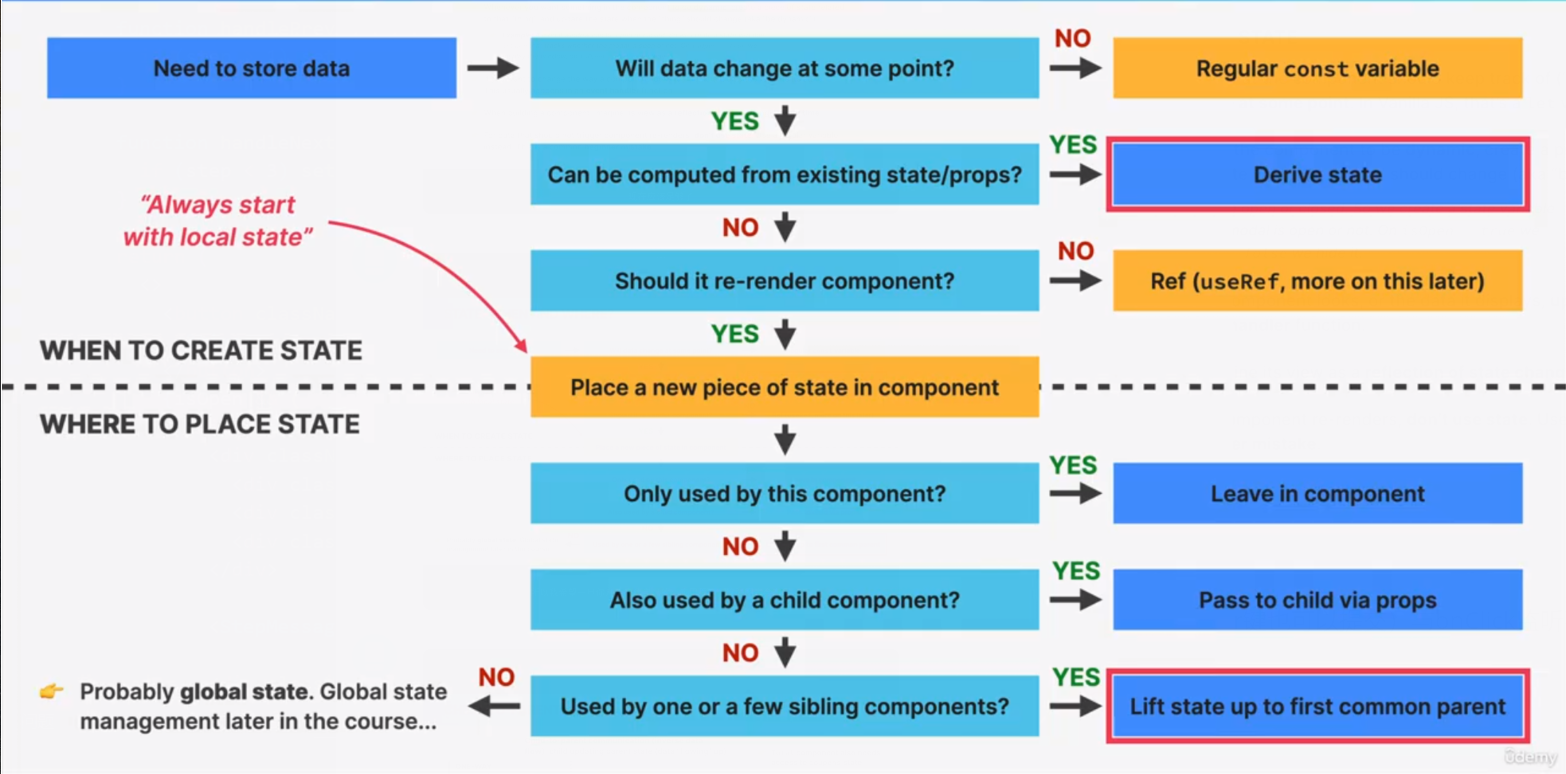 Need to store data
Will data change at some point?
NO
Regular const variable
YES
Can be computed from existing state/props?
YES
Derive state
“Always start
with local state”
NO
Should it re-render component?
NO
Ref (useRef, more on this later)
YES
WHEN TO CREATE STATE
Place a new piece of state in component
WHERE TO PLACE STATE
Only used by this component?
YES
Leave in component
NO
Also used by a child component?
YES
Pass to child via props
NO
Used by one or a few sibling components?
YES
Lift state up to first common parent
NO
👉 Probably global state. Global state
management later in the course...
ûdemy